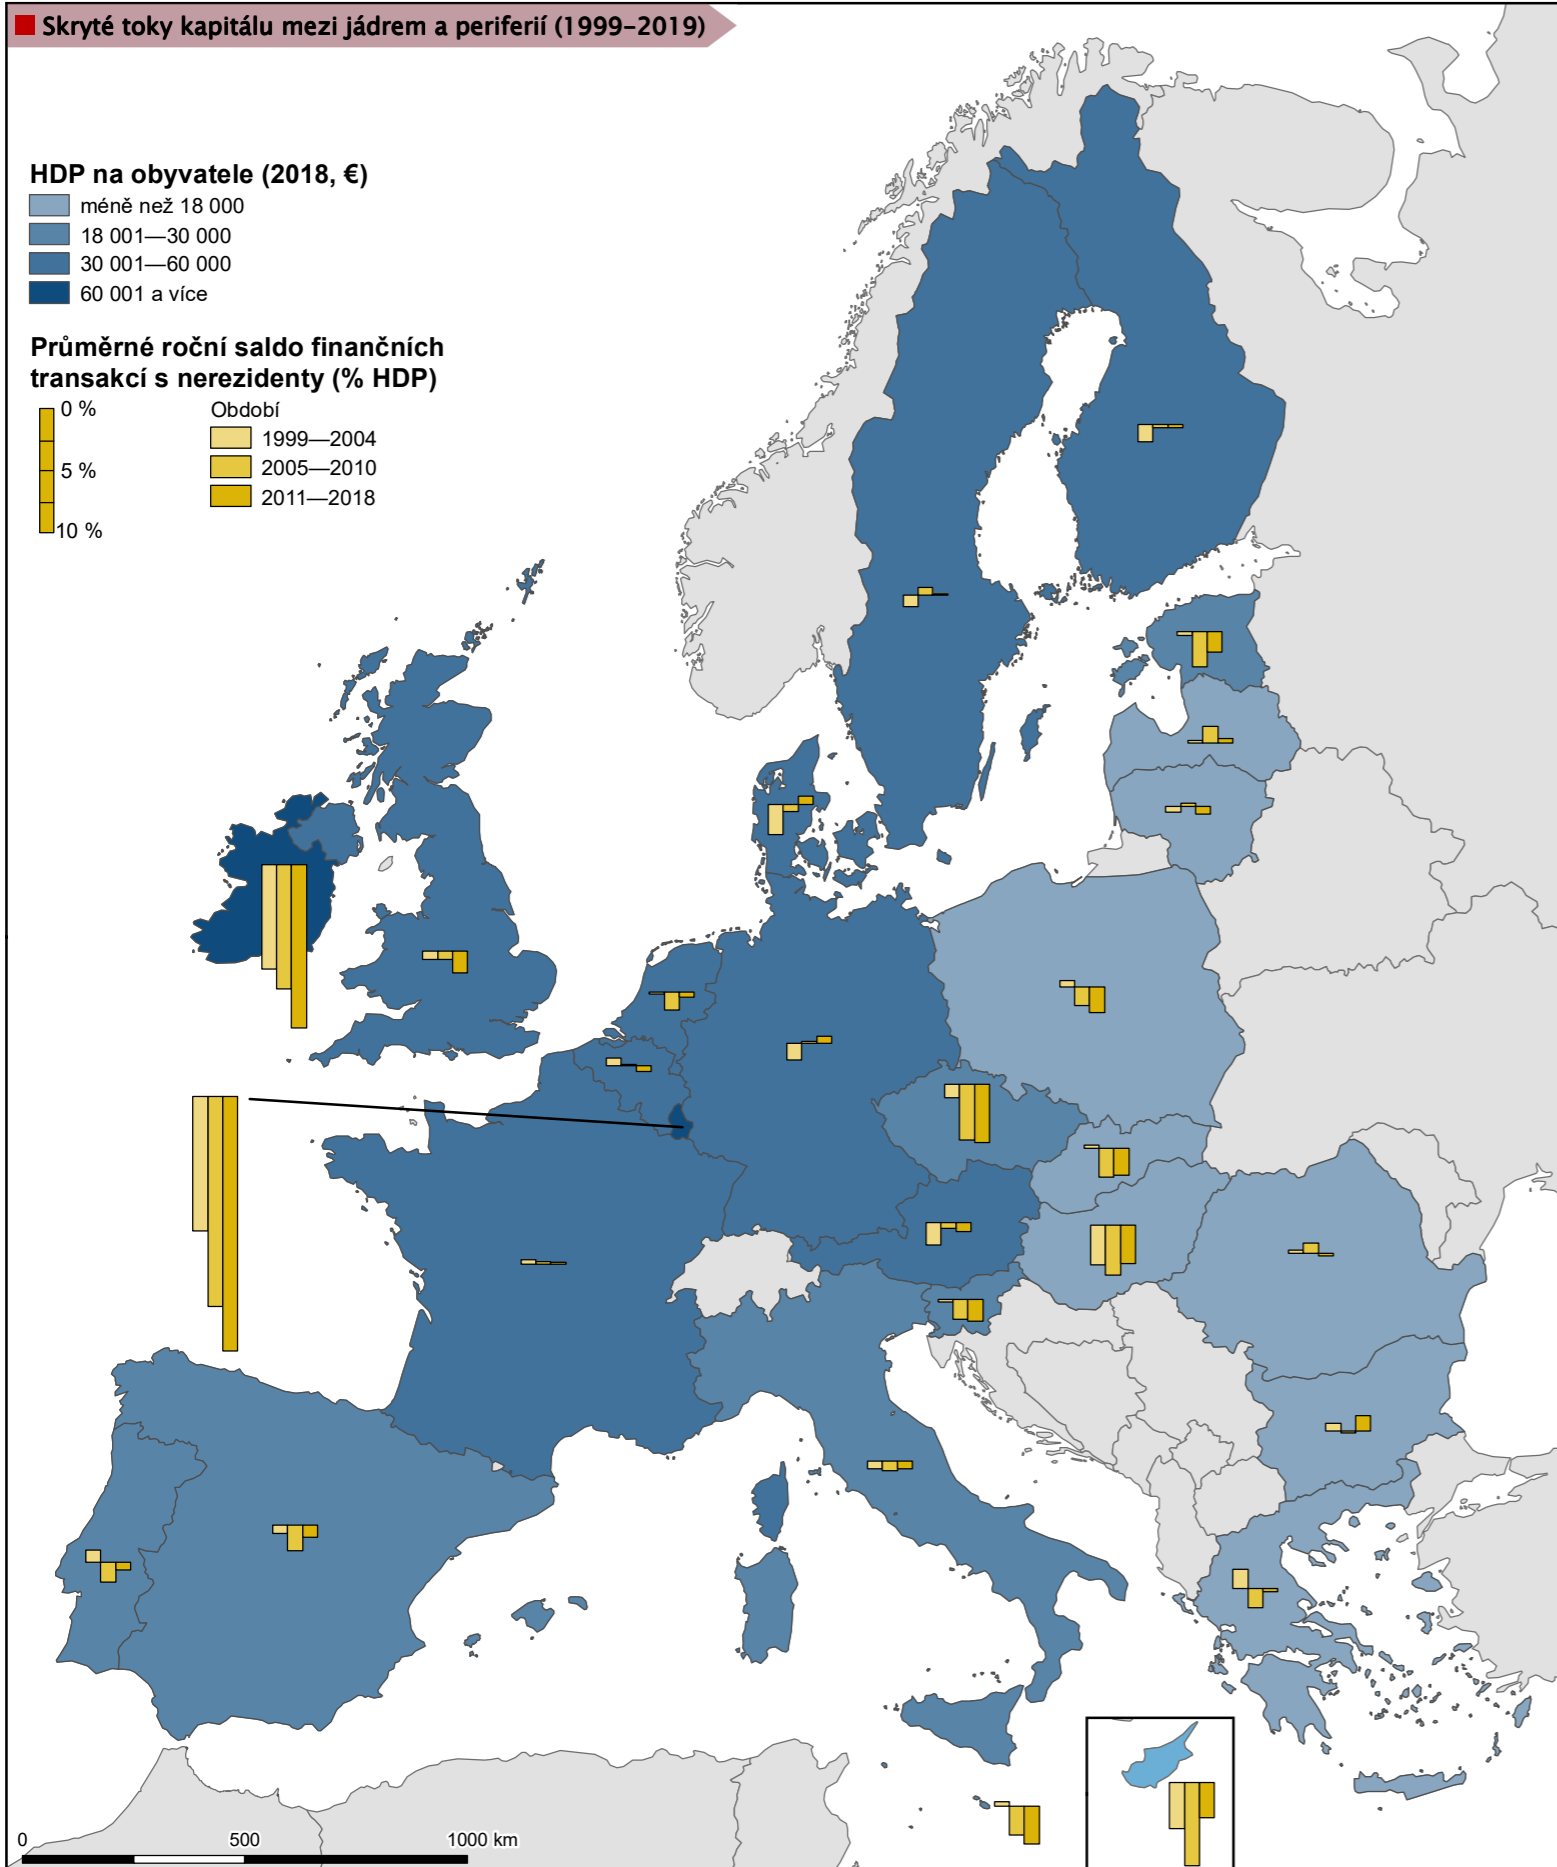 Skryté toky kapitálu mezi jádrem a periferií (1999–2019)
HDP na obyvatele (2018, €)
méně než 18 000
18 001—30 000
30 001—60 000
60 001 a více
Průměrné roční saldo finančních
transakcí s nerezidenty (% HDP)
0 %
5 %
10 %
Období
1999—2004
2005—2010
2011—2018
0 500 1000 km